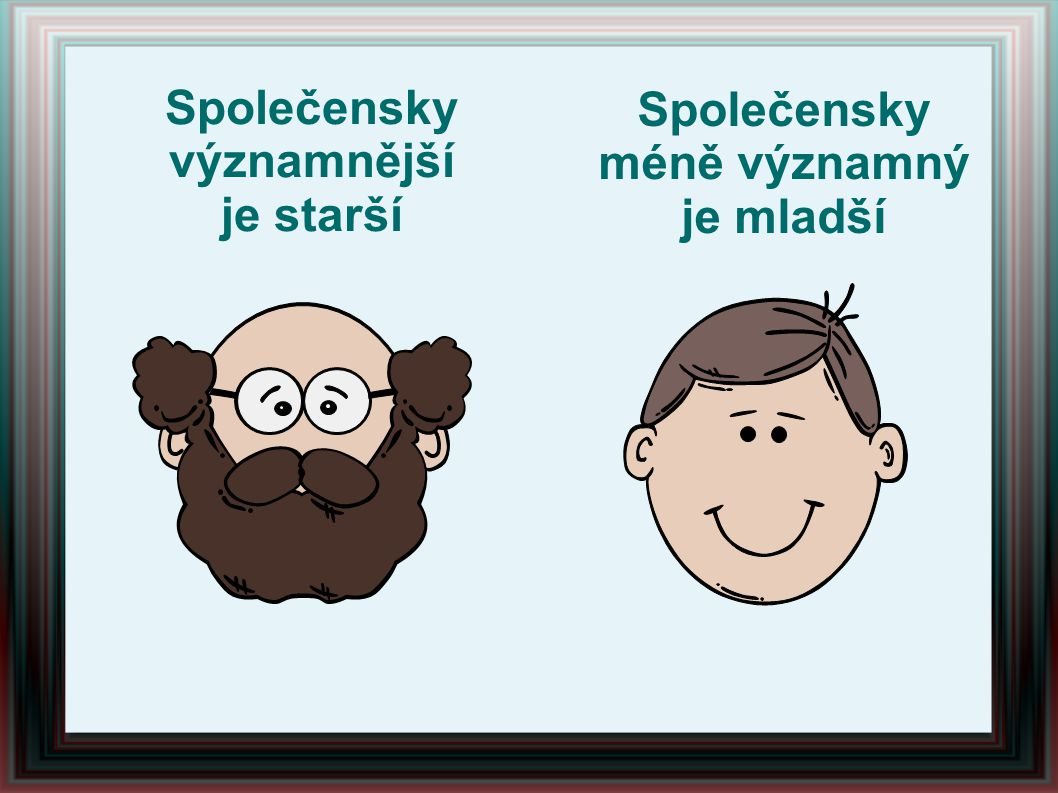 Společensky
významnější
je starší
Společensky
méně významný
je mladší